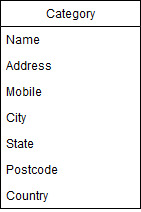 Category
Name
Address
Mobile
City
State
Postcode
Country